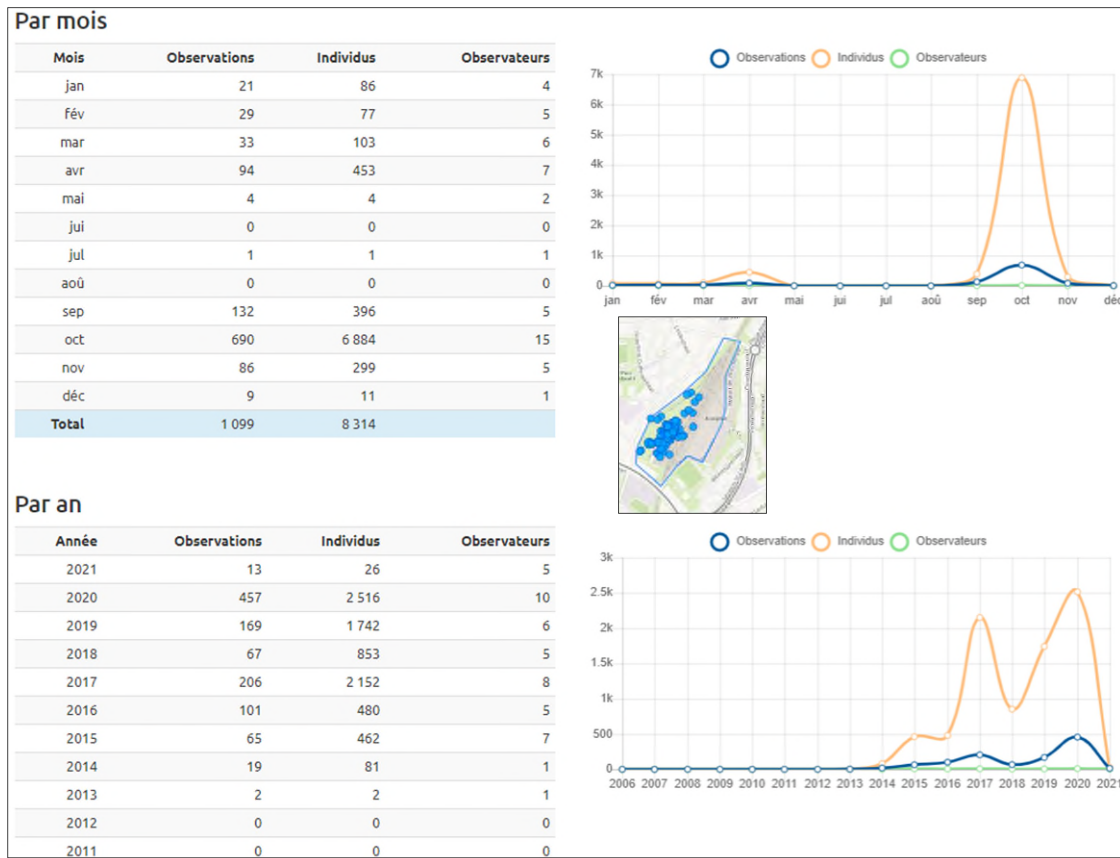 Par mois
Mois Observations Individus Observateurs
jan 21 86 4
fév 29 77 5
mar 33 103 6
avr 94 453 7
mai 4 4 2
jui 0 0 0
jul 1 1 1
aoû 0 0 0
sep 132 396 5
oct 690 6 884 15
nov 86 299 5
déc 9 11 1
Total 1 099 8 314
Observations Individus Observateurs
7k
6k
5k
4k
3k
2k
1k
0
jan fév mar avr mai jui jul aoû sep oct nov déc
Par an
Année Observations Individus Observateurs
2021 13 26 5
2020 457 2 516 10
2019 169 1 742 6
2018 67 853 5
2017 206 2 152 8
2016 101 480 5
2015 65 462 7
2014 19 81 1
2013 2 2 1
2012 0 0 0
2011 0 0 0
Observations Individus Observateurs
3k
2.5k
2k
1.5k
1k
500
0
2006 2007 2008 2009 2010 2011 2012 2013 2014 2015 2016 2017 2018 2019 2020 2021